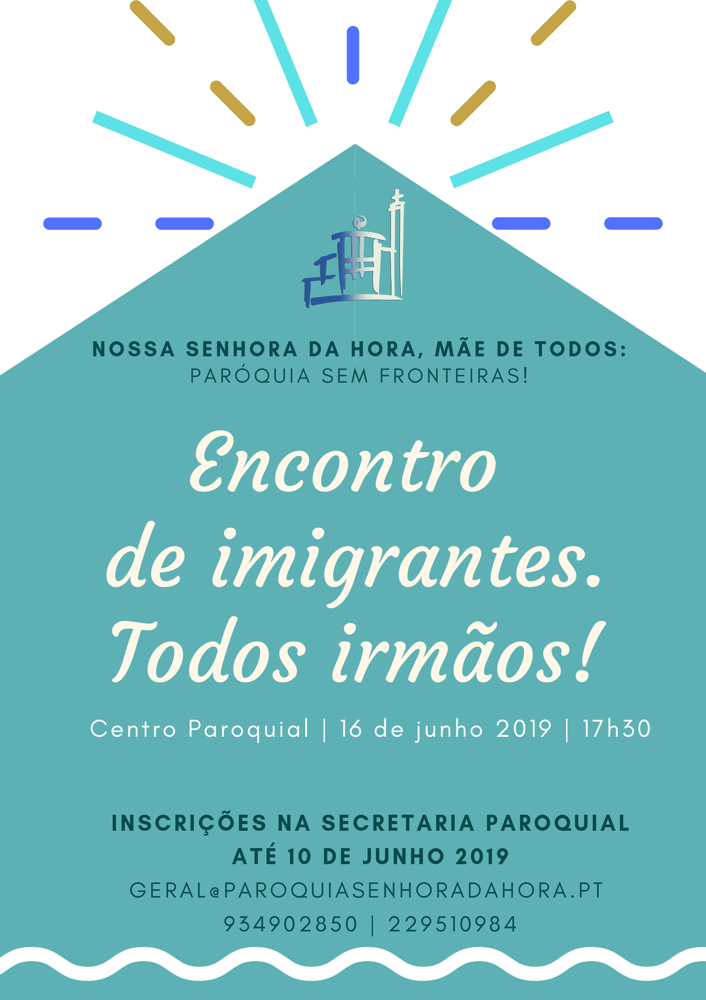 NOSSA SENHORA DA HORA, MÃE DE TODOS:
PARÓQUIA SEM FRONTEIRAS!
Encontro
de imigrantes.
Todos irmãos!
Centro Paroquial | 16 de junho 2019 | 17h30
INSCRIÇÕES NA SECRETARIA PAROQUIAL
ATÉ 10 DE JUNHO 2019
GERAL@PAROQUIASENHORADAHORA.PT
934902850 | 229510984